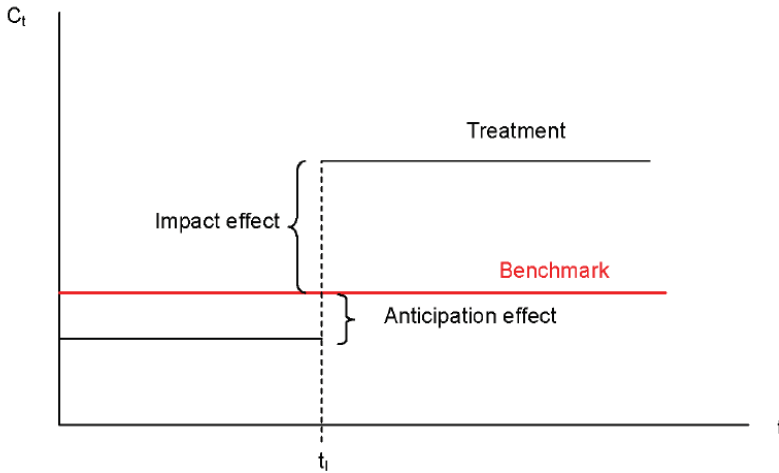 Ct
Treatment
Impact effect
Benchmark
Anticipation effect
t
tI